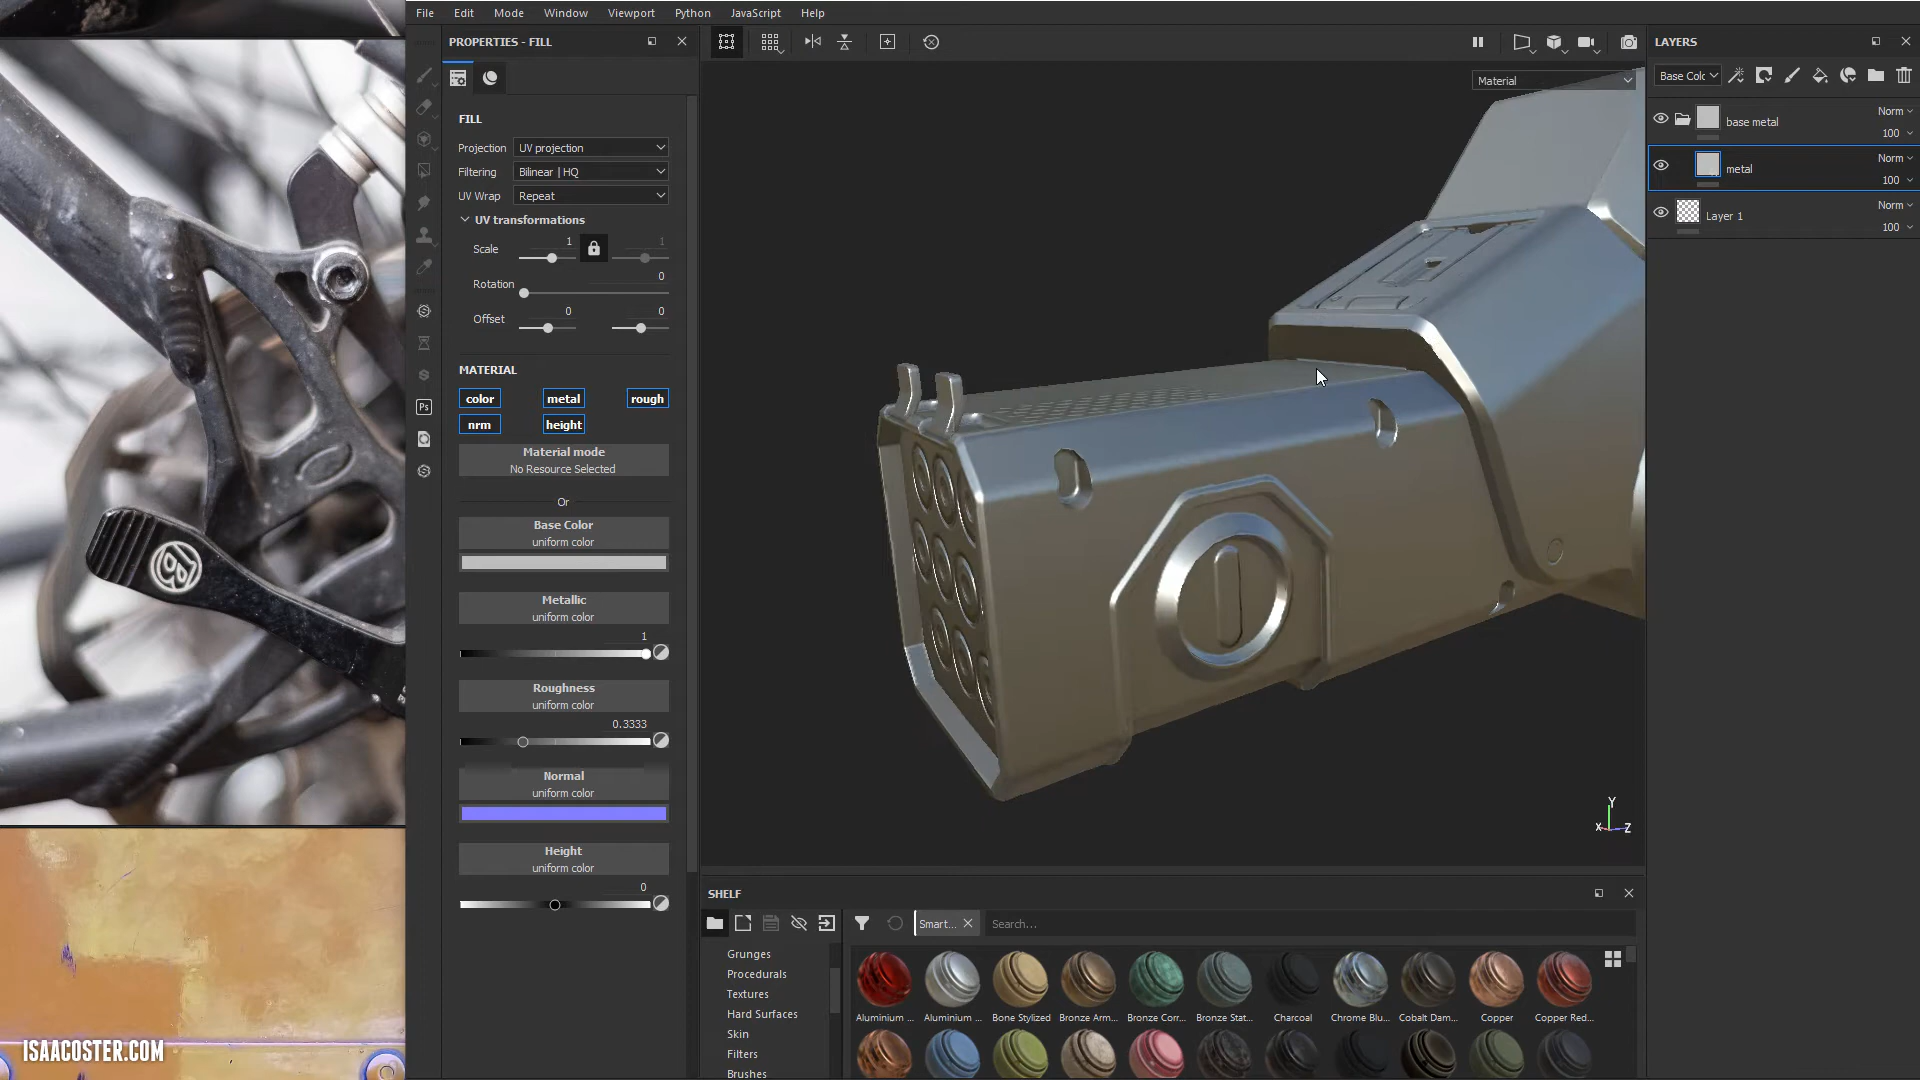 File Edit Mode Window Viewport Python JavaScript Help
PROPERTIES - FILL
FILL
Projection UV projection
Filtering Bilinear | HQ
UV Wrap Repeat
UV transformations
Scale 1 1
Rotation 0
Offset 0 0
MATERIAL
color metal rough
nrm height
Material mode
No Resource Selected
Or
Base Color
uniform color
Metallic
uniform color
1
Roughness
uniform color
0.3333
Normal
uniform color
Height
uniform color
0
Material
Y
X Z
LAYERS
Base Colc
base metal Norm
100
metal Norm
100
Layer 1 Norm
100
SHELF
Smart... Search...
Grunges
Procedurals
Textures
Hard Surfaces
Skin
Filters
Brushes
Aluminium ... Aluminium ... Bone Stylized Bronze Arm... Bronze Corr... Bronze Stat... Charcoal Chrome Blu... Cobalt Dam... Copper Copper Red...
Ps
ISAACOSTER.COM